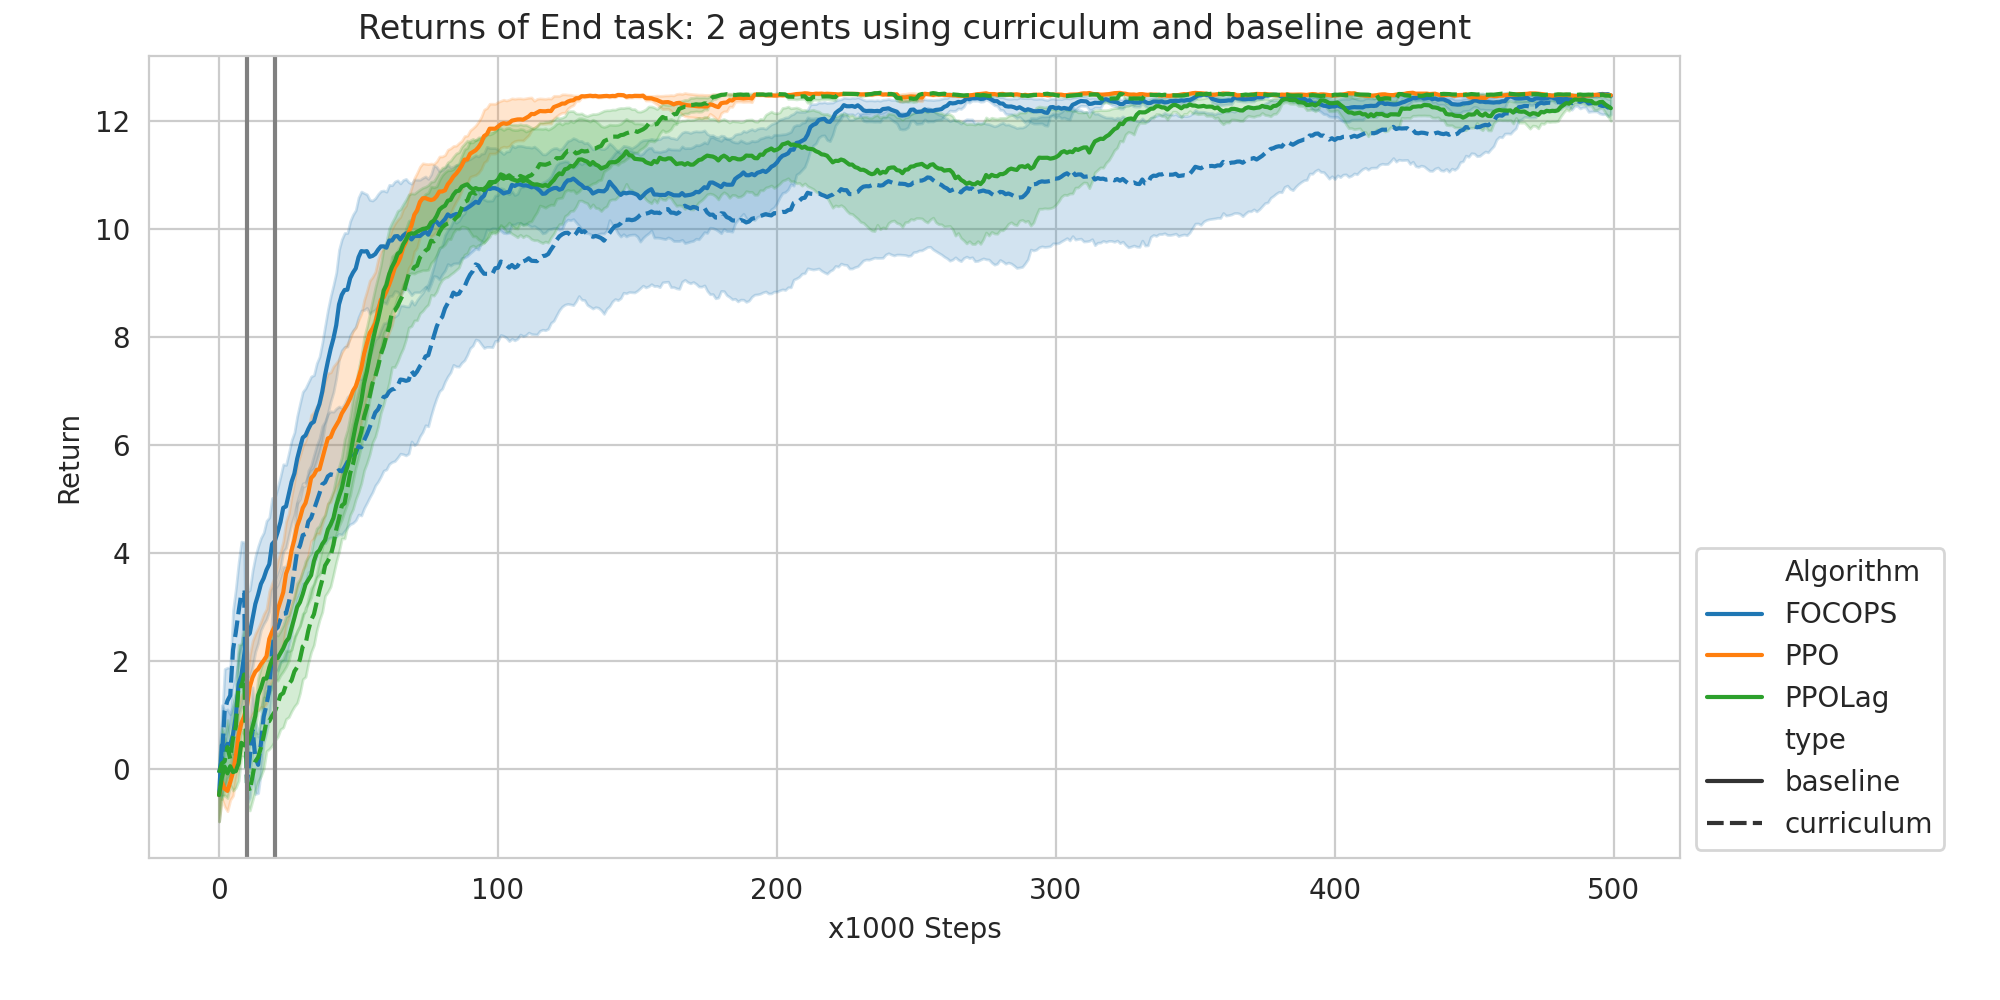 Returns of End task: 2 agents using curriculum and baseline agent
12
10
8
6
4
2
0
Return
0 100 200 300 400 500
x1000 Steps
Algorithm
FOCOPS
PPO
PPOLag
type
baseline
curriculum